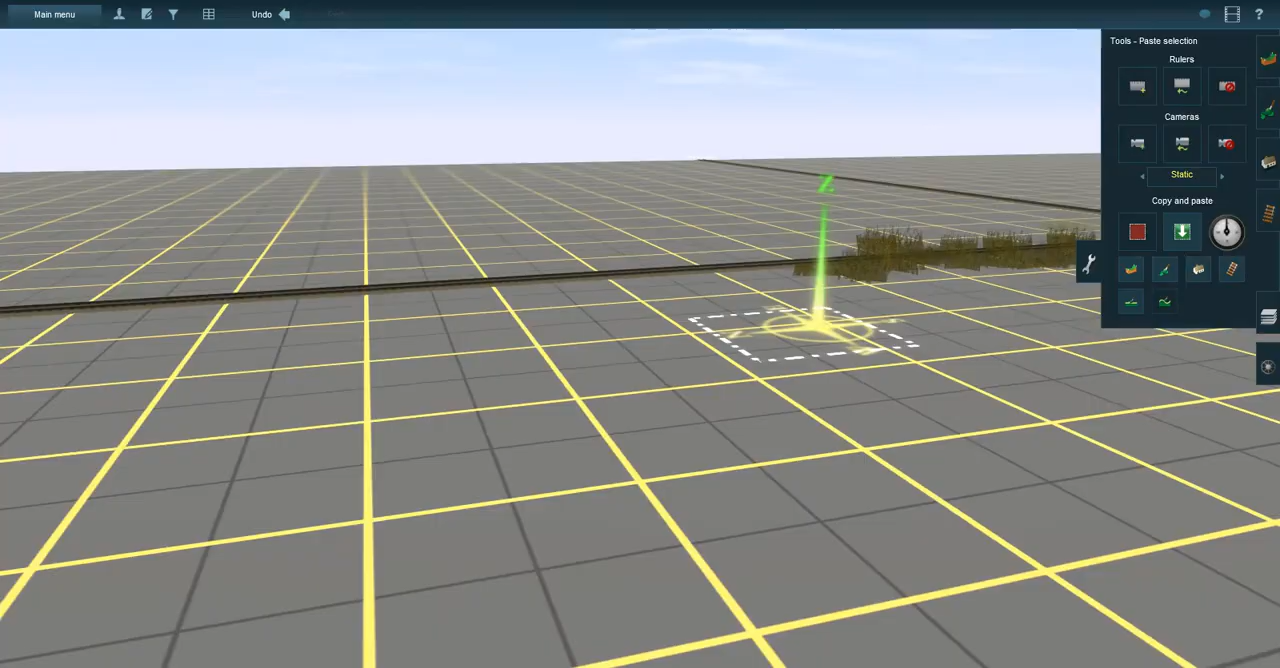 Main menu
Undo
?
Tools - Paste selection
Rulers
Cameras
Static
Copy and paste
Z